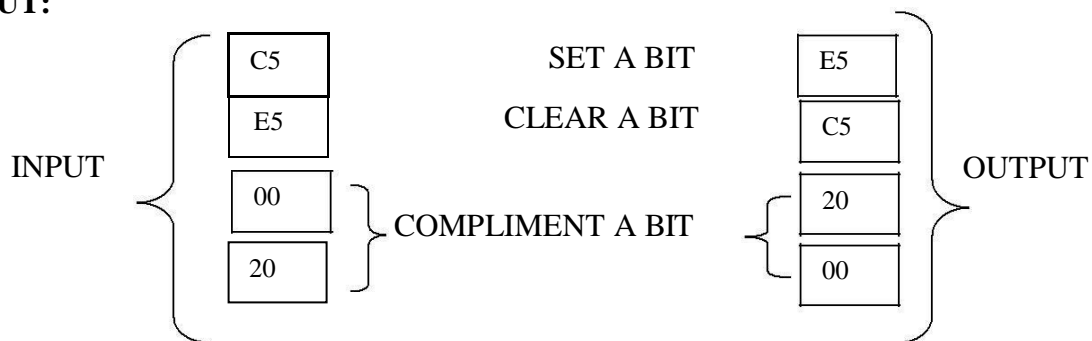 UT:
C5 SET A BIT E5
E5 CLEAR A BIT C5
INPUT OUTPUT
00 20
COMPLIMENT A BIT
20 00